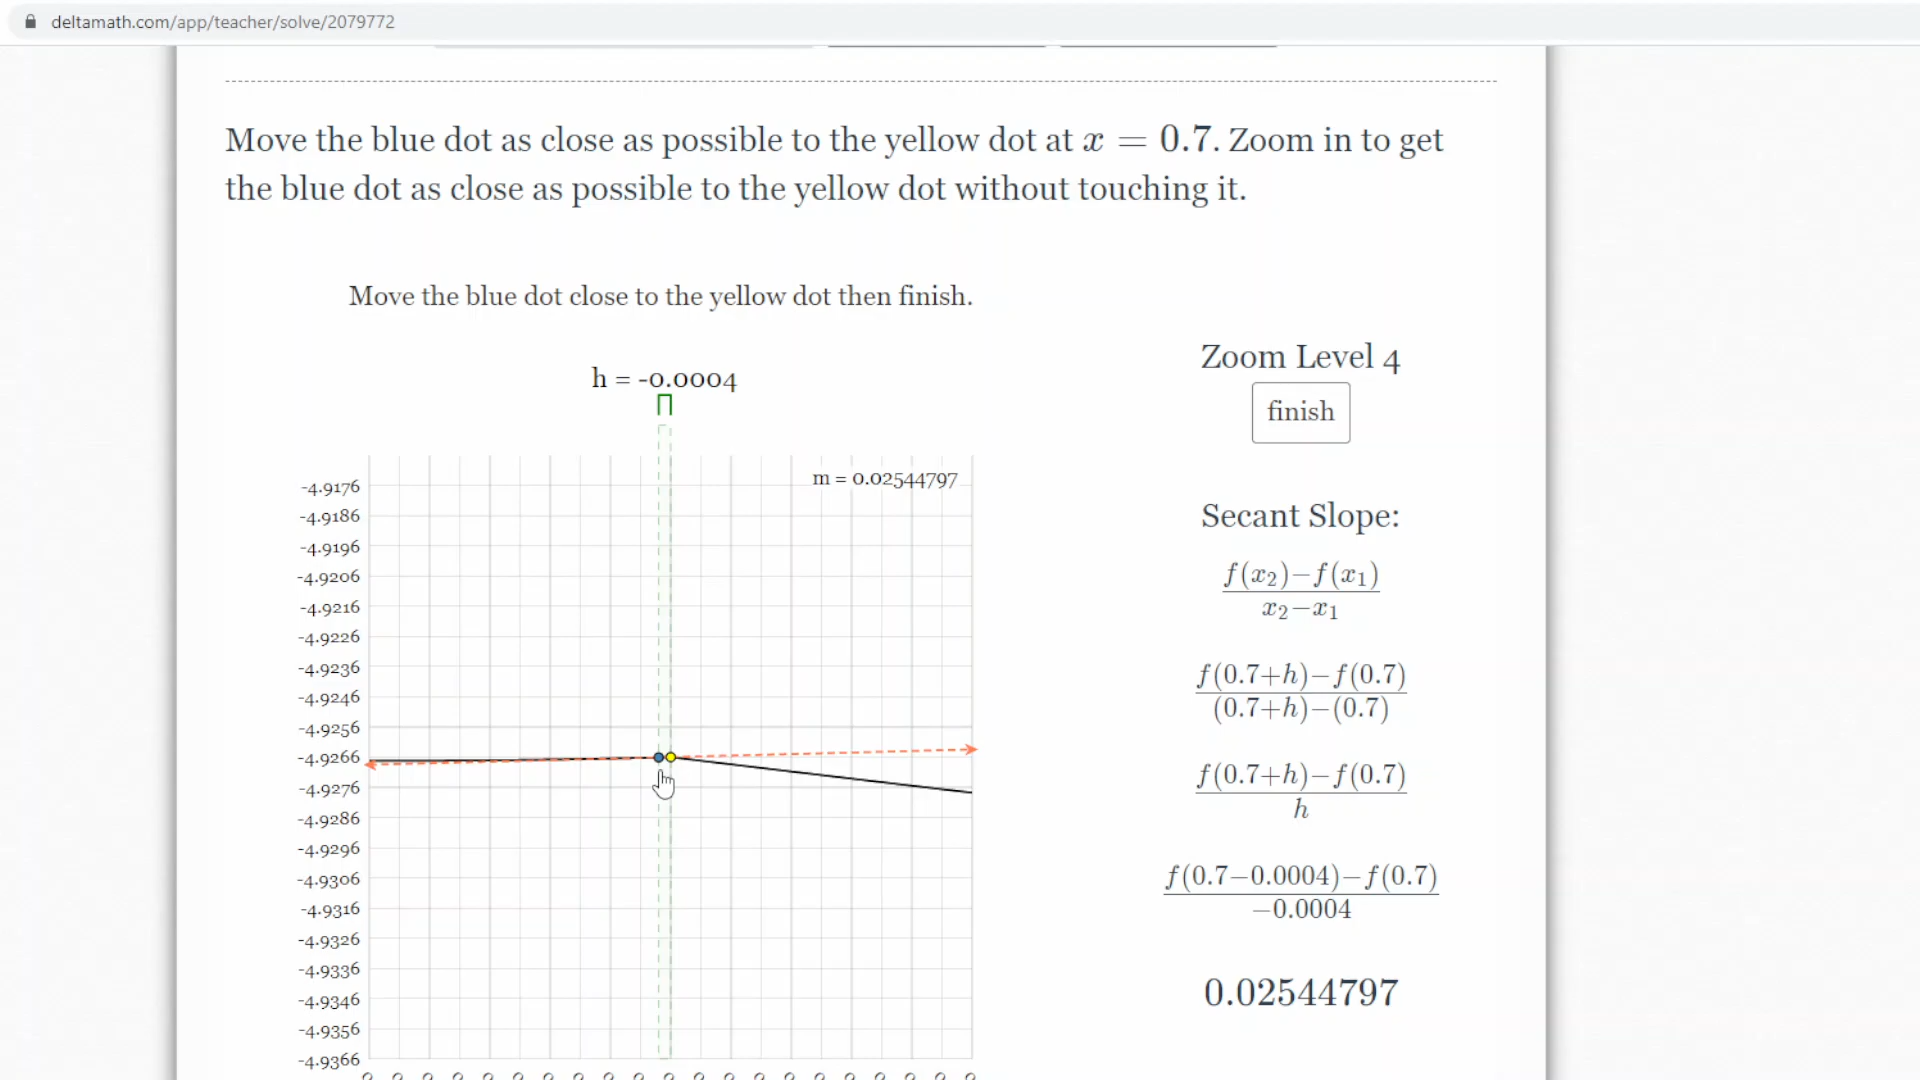 deltamath.com/app/teacher/solve/2079772
Move the blue dot as close as possible to the yellow dot at x = 0.7. Zoom in to get
the blue dot as close as possible to the yellow dot without touching it.
Move the blue dot close to the yellow dot then finish.
h = -0.0004
m = 0.02544797
-4.9176
-4.9186
-4.9196
-4.9206
-4.9216
-4.9226
-4.9236
-4.9246
-4.9256
-4.9266
-4.9276
-4.9286
-4.9296
-4.9306
-4.9316
-4.9326
-4.9336
-4.9346
-4.9356
-4.9366
Zoom Level 4
finish
Secant Slope:
f(x₂)−f(x₁)
x₂−x₁
f(0.7+h)−f(0.7)
(0.7+h)−(0.7)
f(0.7+h)−f(0.7)
h
f(0.7−0.0004)−f(0.7)
−0.0004
0.02544797